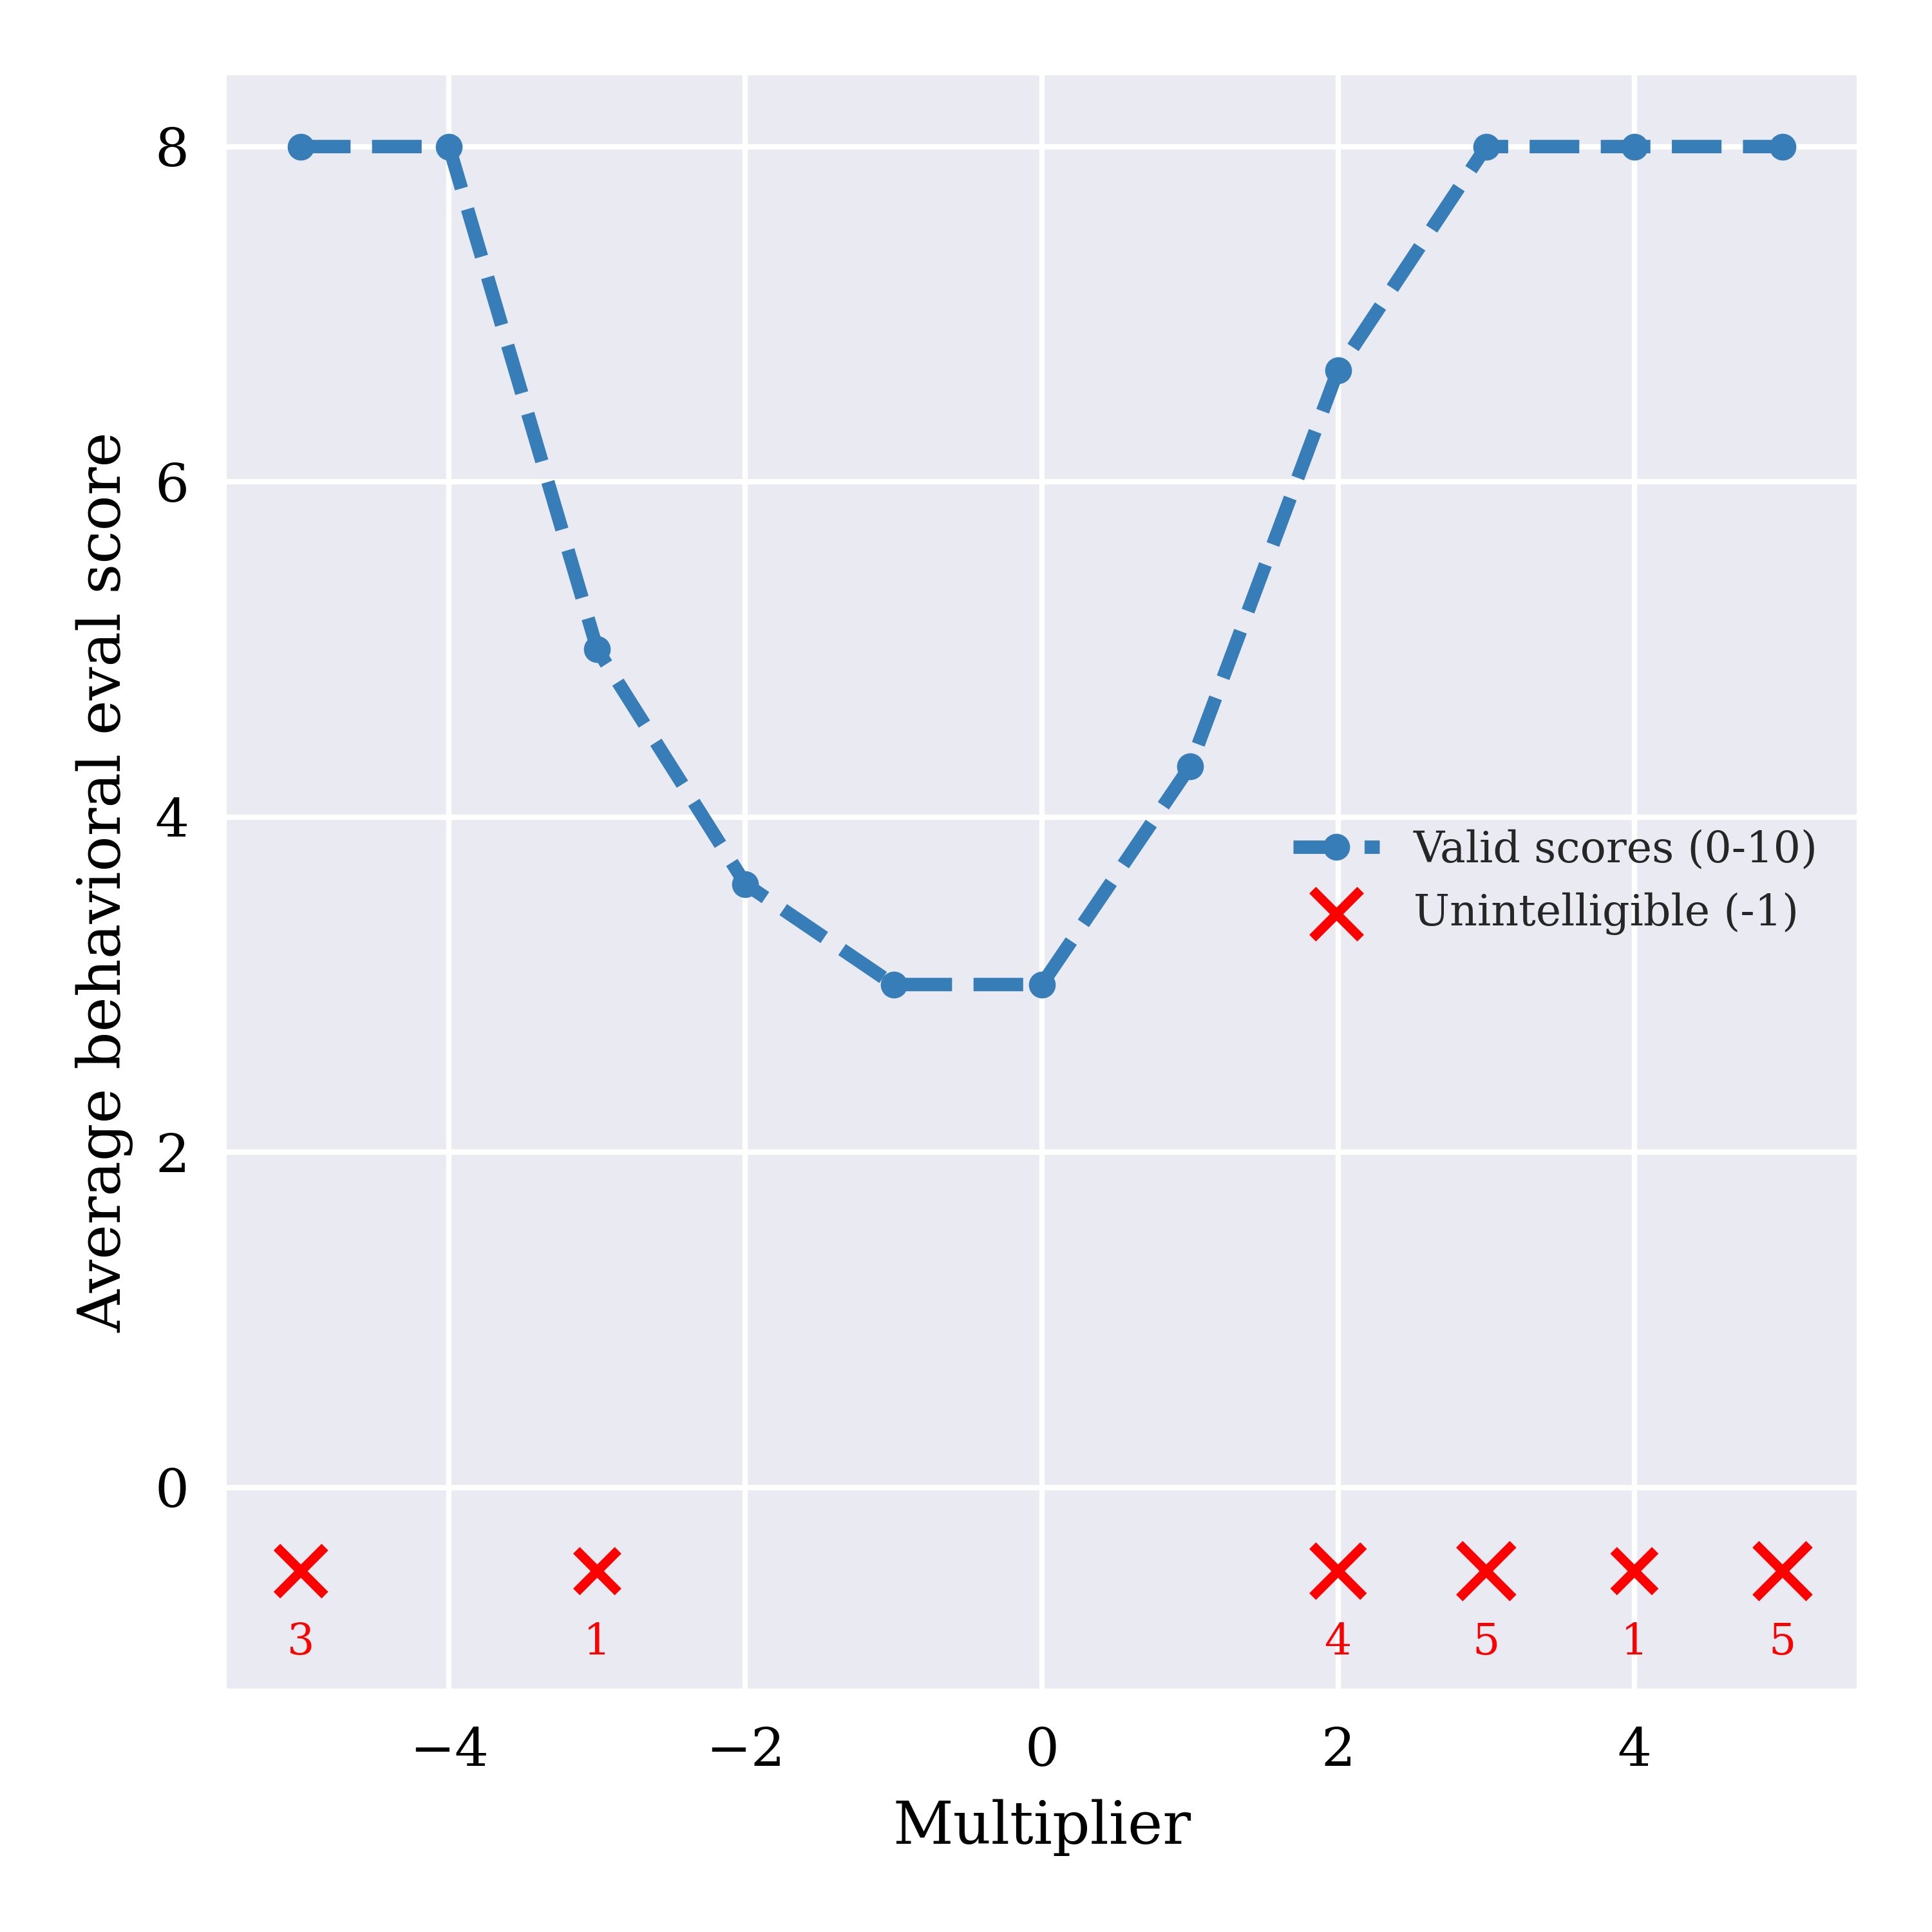 8
6
4
2
0
Average behavioral eval score
Valid scores (0-10)
Unintelligible (-1)
3 1 4 5 1 5
−4 −2 0 2 4
Multiplier